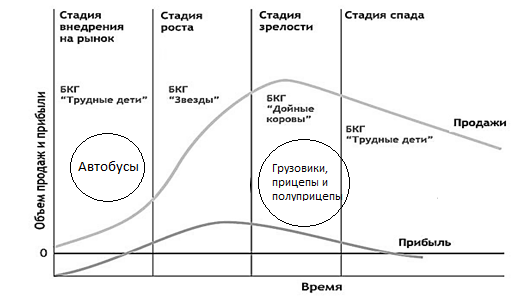 Стадия
внедрения
на рынок
Стадия
роста
Стадия
зрелости
Стадия спада
БКГ
"Трудные дети"
БКГ
"Звезды"
БКГ
"Дойные
коровы"
БКГ
"Трудные дети"
Продажи
Автобусы
Грузовики,
прицепы и
полуприцепы
Объем продаж и прибыли
0
Прибыль
Время